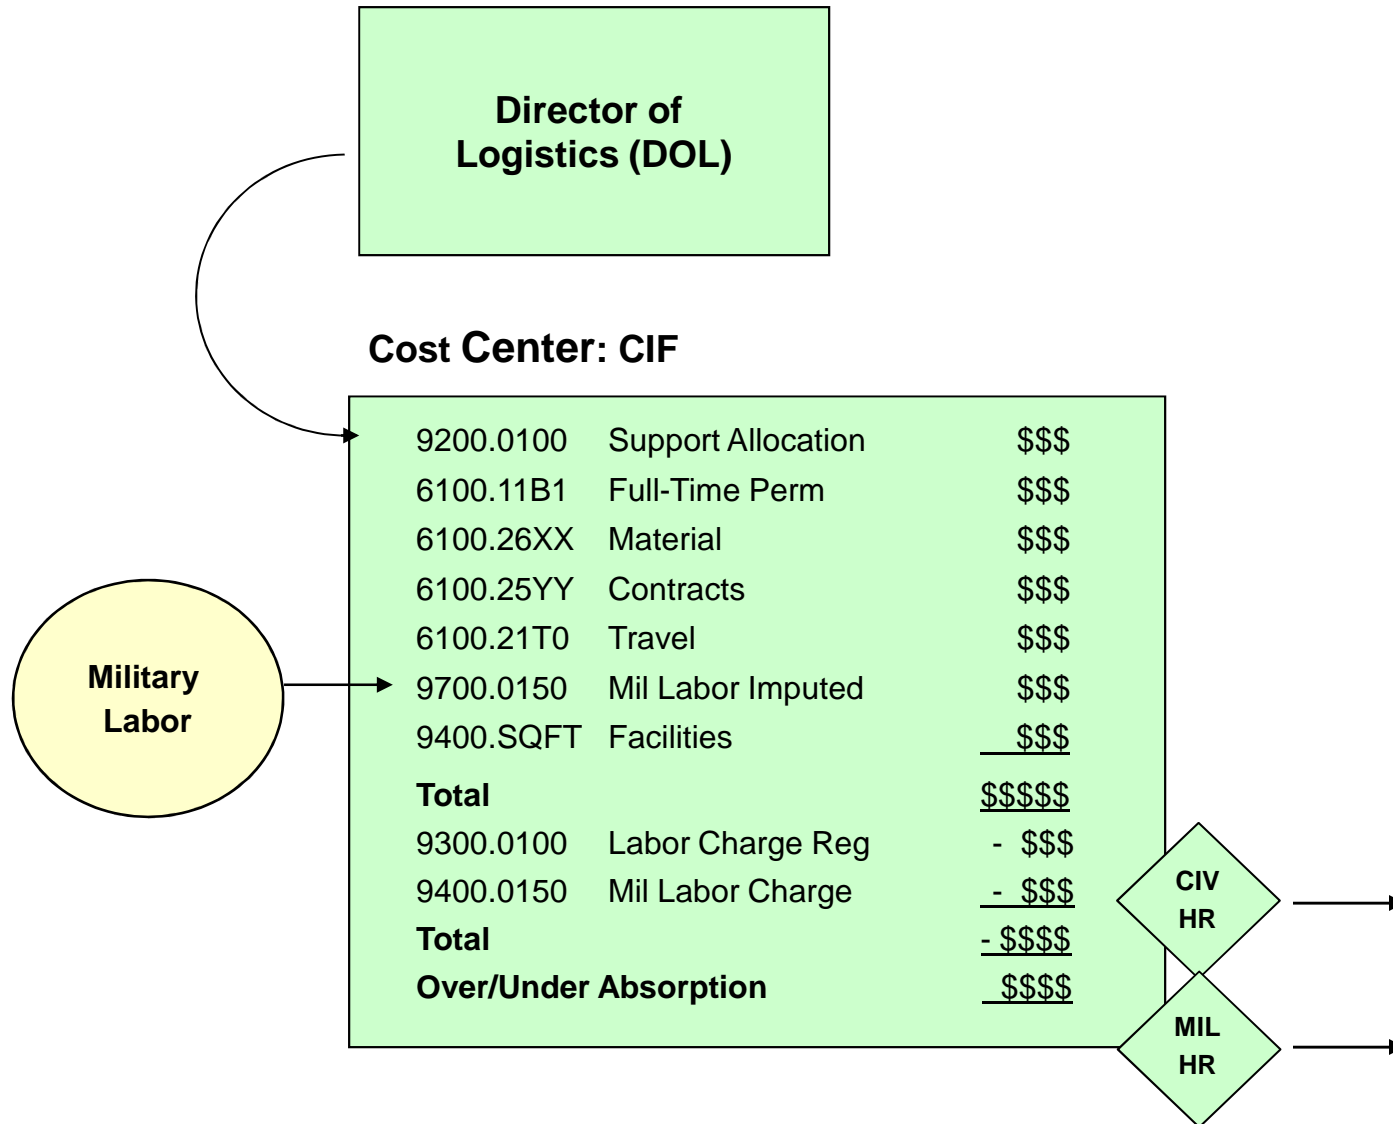 Director of
Logistics (DOL)
Cost Center: CIF
9200.0100 Support Allocation $$$
6100.11B1 Full-Time Perm $$$
6100.26XX Material $$$
6100.25YY Contracts $$$
6100.21T0 Travel $$$
Military
Labor
9700.0150 Mil Labor Imputed $$$
9400.SQFT Facilities $$$
Total $$$$$
9300.0100 Labor Charge Reg - $$$
9400.0150 Mil Labor Charge - $$$
Total - $$$$
Over/Under Absorption $$$$
CIV
HR
MIL
HR